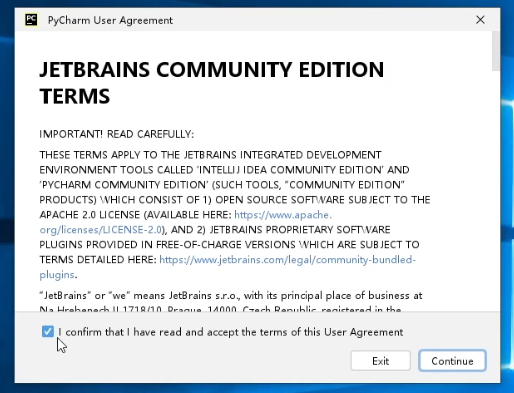 PC PyCharm User Agreement
JETBRAINS COMMUNITY EDITION
TERMS
IMPORTANT! READ CAREFULLY:
THESE TERMS APPLY TO THE JETBRAINS INTEGRATED DEVELOPMENT
ENVIRONMENT TOOLS CALLED 'INTELLIJ IDEA COMMUNITY EDITION' AND
'PYCHARM COMMUNITY EDITION' (SUCH TOOLS, "COMMUNITY EDITION"
PRODUCTS) WHICH CONSIST OF 1) OPEN SOURCE SOFTWARE SUBJECT TO THE
APACHE 2.0 LICENSE (AVAILABLE HERE: https://www.apache.
org/licenses/LICENSE-2.0), AND 2) JETBRAINS PROPRIETARY SOFTWARE
PLUGINS PROVIDED IN FREE-OF-CHARGE VERSIONS WHICH ARE SUBJECT TO
TERMS DETAILED HERE: https://www.jetbrains.com/legal/community-bundled-
plugins.
"JetBrains" or "we" means JetBrains s.r.o., with its principal place of business at
Na Hrebenech II 1718/10, Prague, 14000, Czech Republic, registered in the
I confirm that I have read and accept the terms of this User Agreement
Exit Continue